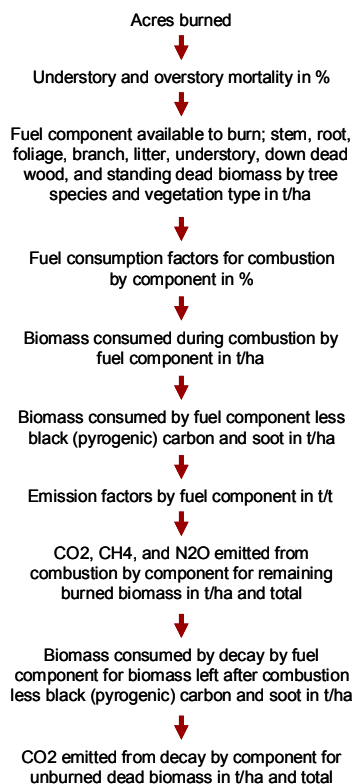 Acres burned
Understory and overstory mortality in %
Fuel component available to burn; stem, root,
foliage, branch, litter, understory, down dead
wood, and standing dead biomass by tree
species and vegetation type in t/ha
Fuel consumption factors for combustion
by component in %
Biomass consumed during combustion by
fuel component in t/ha
Biomass consumed by fuel component less
black (pyrogenic) carbon and soot in t/ha
Emission factors by fuel component in t/t
CO2, CH4, and N2O emitted from
combustion by component for remaining
burned biomass in t/ha and total
Biomass consumed by decay by fuel
component for biomass left after combustion
less black (pyrogenic) carbon and soot in t/ha
CO2 emitted from decay by component for
unburned dead biomass in t/ha and total